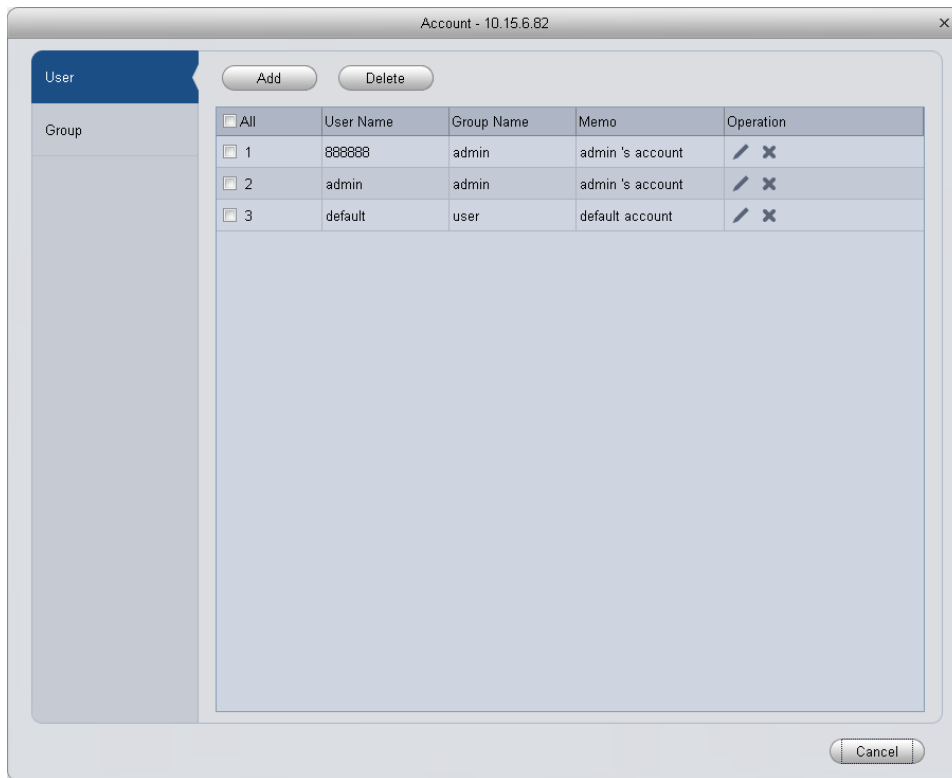 Account - 10.15.6.82
User
Group
Add Delete
All User Name Group Name Memo Operation
1 888888 admin admin 's account
2 admin admin admin 's account
3 default user default account
Cancel